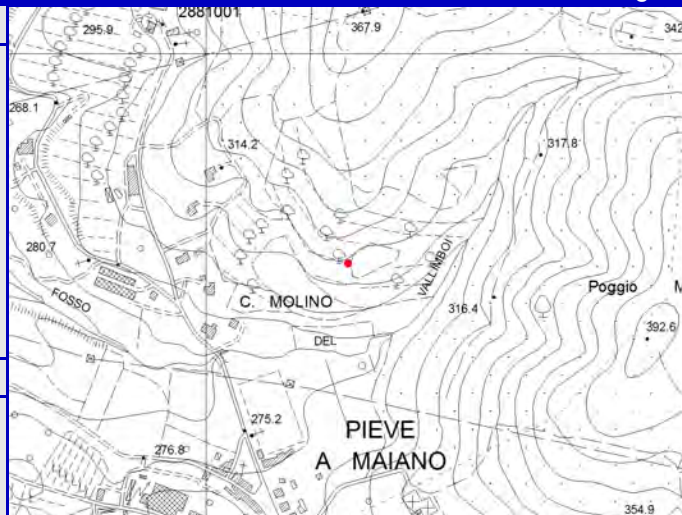 2881001
295.9
367.9
342
268.1
314.2
317.8
280.7
VALLIMBOI
Poggio M
FOSSO
C. MOLINO
316.4
DEL
392.6
275.2
PIEVE
276.8
A MAIANO
354.9